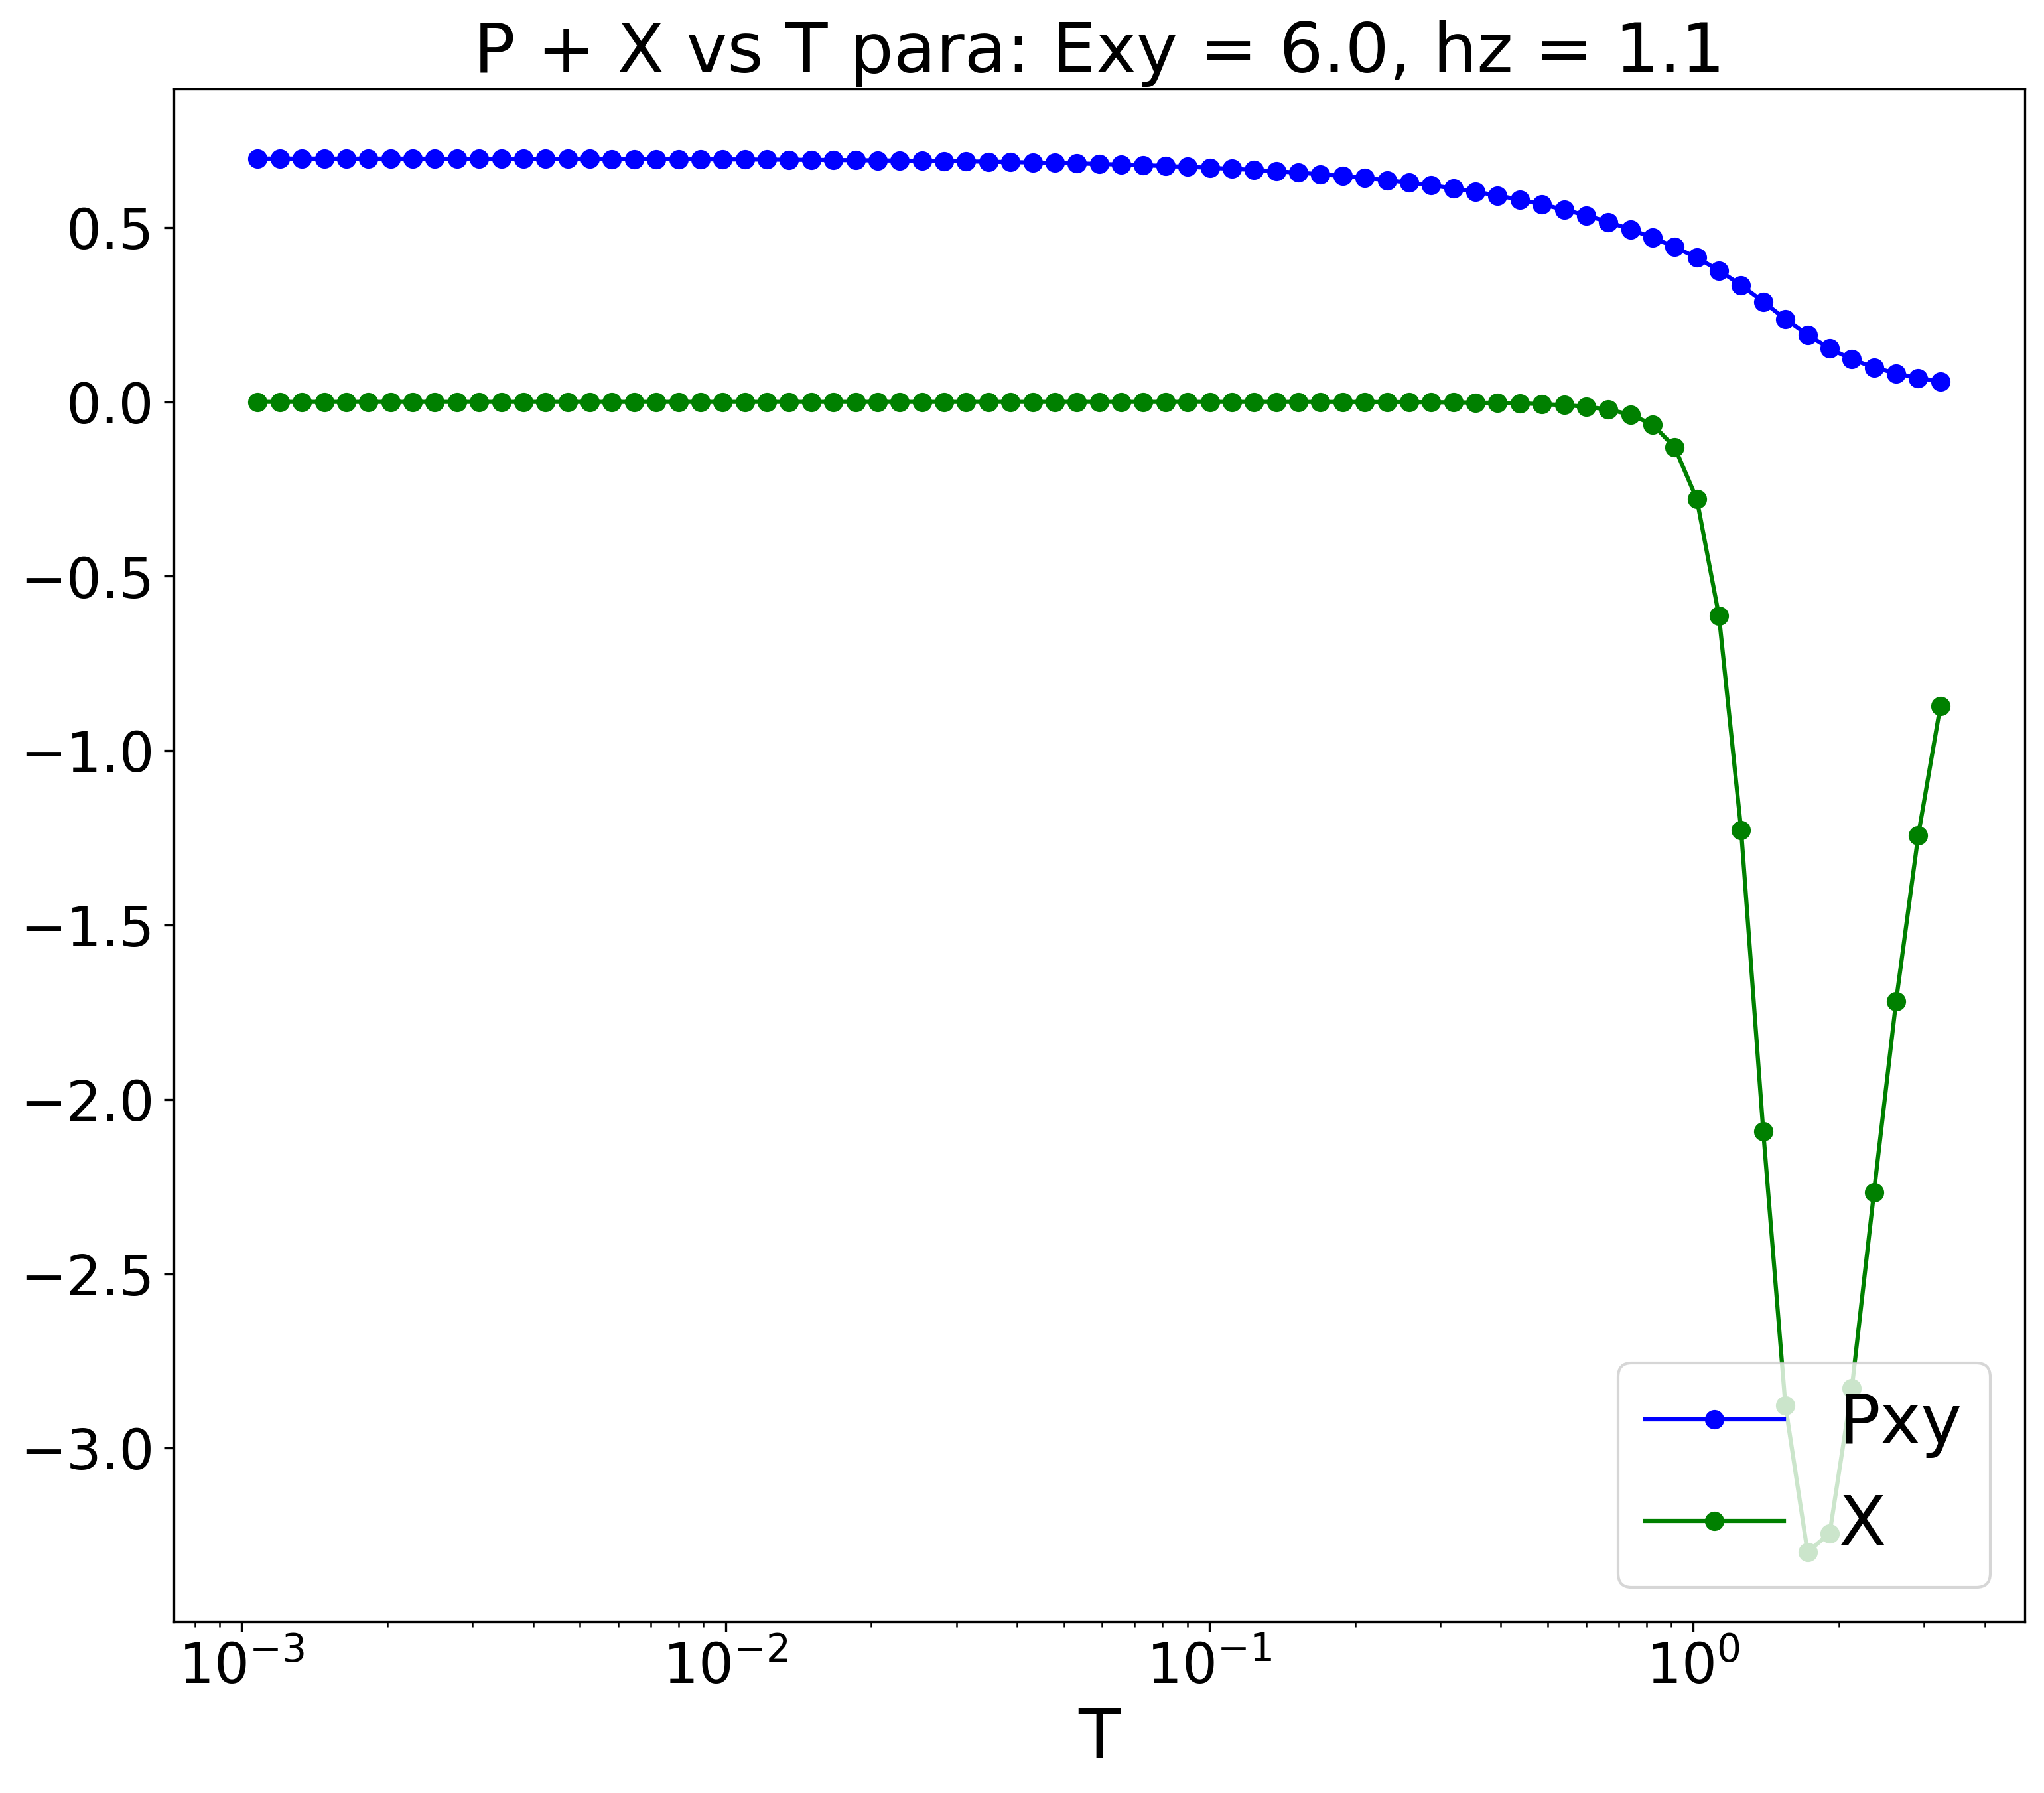 P + X vs T para: Exy = 6.0, hz = 1.1
0.5
0.0
−0.5
−1.0
−1.5
−2.0
−2.5
−3.0
Pxy
X
10⁻³ 10⁻² 10⁻¹ 10⁰
T